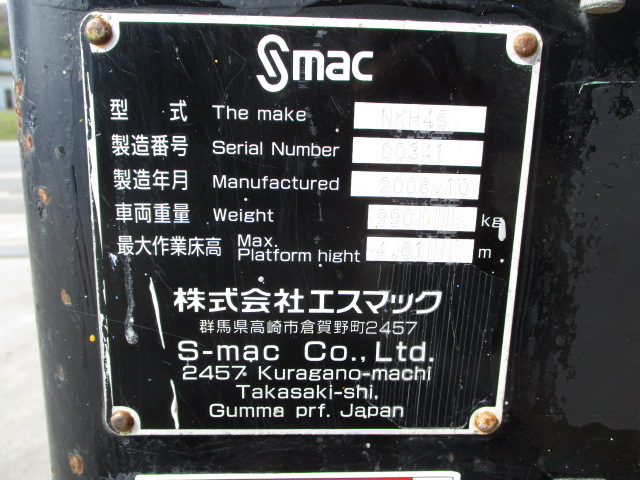 Smac
型 式 The make NKH46
製造番号 Serial Number 00341
製造年月 Manufactured 2008.10
車両重量 Weight 990 kg
最大作業床高 Max. Platform hight 4.61 m
株式会社エスマック
群馬県高崎市倉賀野町2457
S-mac Co.,Ltd.
2457 Kuragano-machi
Takasaki-shi.
Gumma prf. Japan